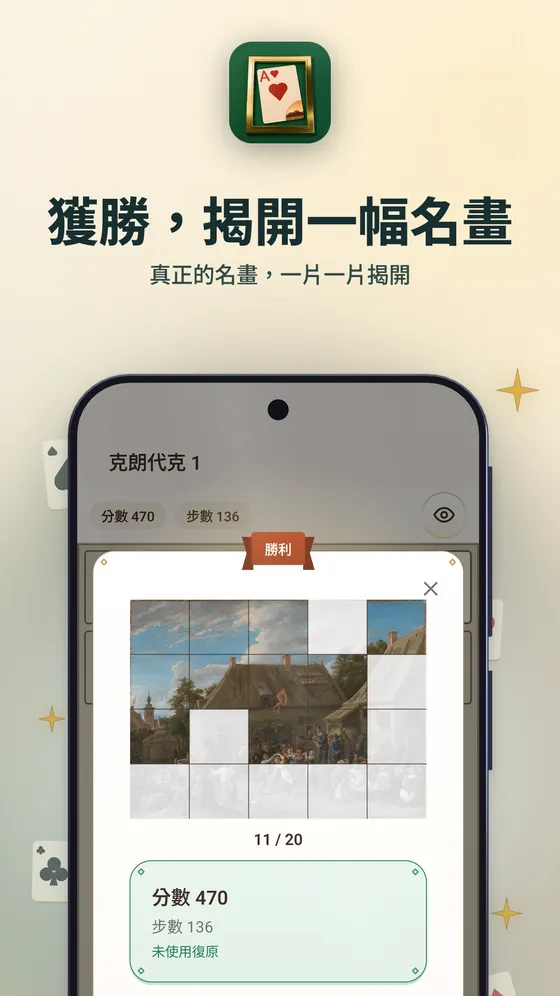 A
獲勝，揭開一幅名畫
真正的名畫，一片一片揭開
克朗代克 1
分數 470
步數 136
勝利
11 / 20
分數 470
步數 136
未使用復原